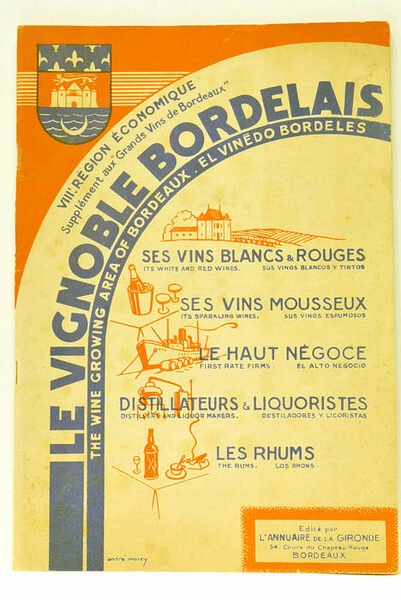 VIIIᵉ RÉGION ÉCONOMIQUE
Supplément aux "Grands Vins de Bordeaux"
LE VIGNOBLE BORDELAIS
THE WINE GROWING AREA OF BORDEAUX. EL VINÉDO BORDELES
SES VINS BLANCS & ROUGES
ITS WHITE AND RED WINES. SUS VINOS BLANCOS Y TINTOS
SES VINS MOUSSEUX
ITS SPARKLING WINES. SUS VINOS ESPUMOSOS
LE HAUT NÉGOCE
FIRST RATE FIRMS. EL ALTO NEGOCIO
DISTILLATEURS & LIQUORISTES
DISTILLERS AND LIQUOR MAKERS. DESTILADORES Y LICORISTAS
LES RHUMS
THE RUMS. LOS RHONS
Edité par
L'ANNUAIRE DE LA GIRONDE
54, Cours du Chapeau Rouge
BORDEAUX